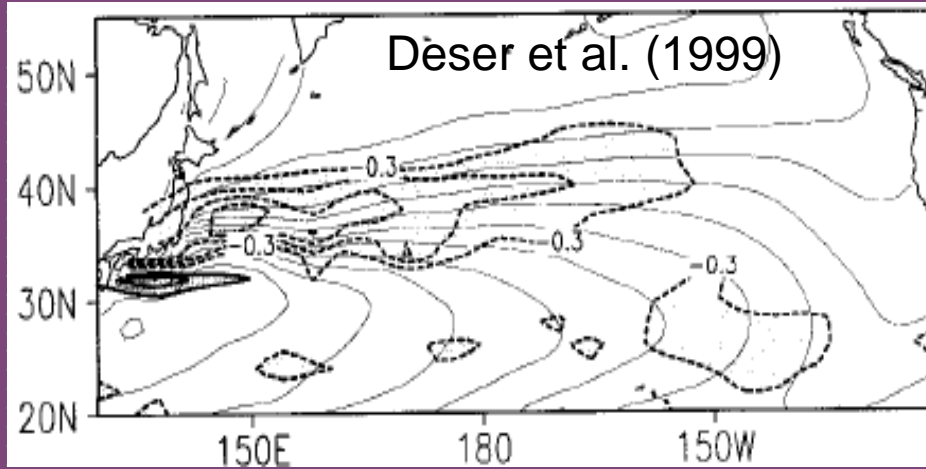 Deser et al. (1999)
50N
40N
30N
20N
-0.3
-0.3
-0.3
-0.3
150E
180
150W